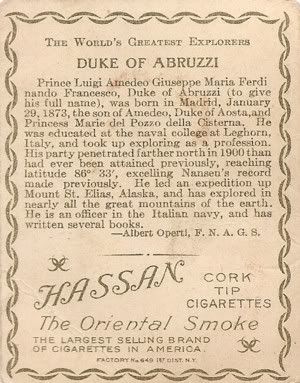 THE WORLD'S GREATEST EXPLORERS
DUKE OF ABRUZZI
Prince Luigi Amedeo Giuseppe Maria Ferdi
nando Francesco, Duke of Abruzzi (to give
his full name), was born in Madrid, January
29, 1873, the son of Amedeo, Duke of Aosta, and
Princess Marie del Pozzo della Cisterna. He
was educated at the naval college at Leghorn,
Italy, and took up exploring as a profession.
His party penetrated farther north in 1900 than
had ever been attained previously, reaching
latitude 86° 33', excelling Nansen's record
made previously. He led an expedition up
Mount St. Elias, Alaska, and has explored in
nearly all the great mountains of the earth.
He is an officer in the Italian navy, and has
written several books.
—Albert Operti, F. N. A. G. S.
HASSAN
CORK
TIP
CIGARETTES
The Oriental Smoke
THE LARGEST SELLING BRAND
OF CIGARETTES IN AMERICA.
FACTORY No. 649 1ST DIST. N.Y.